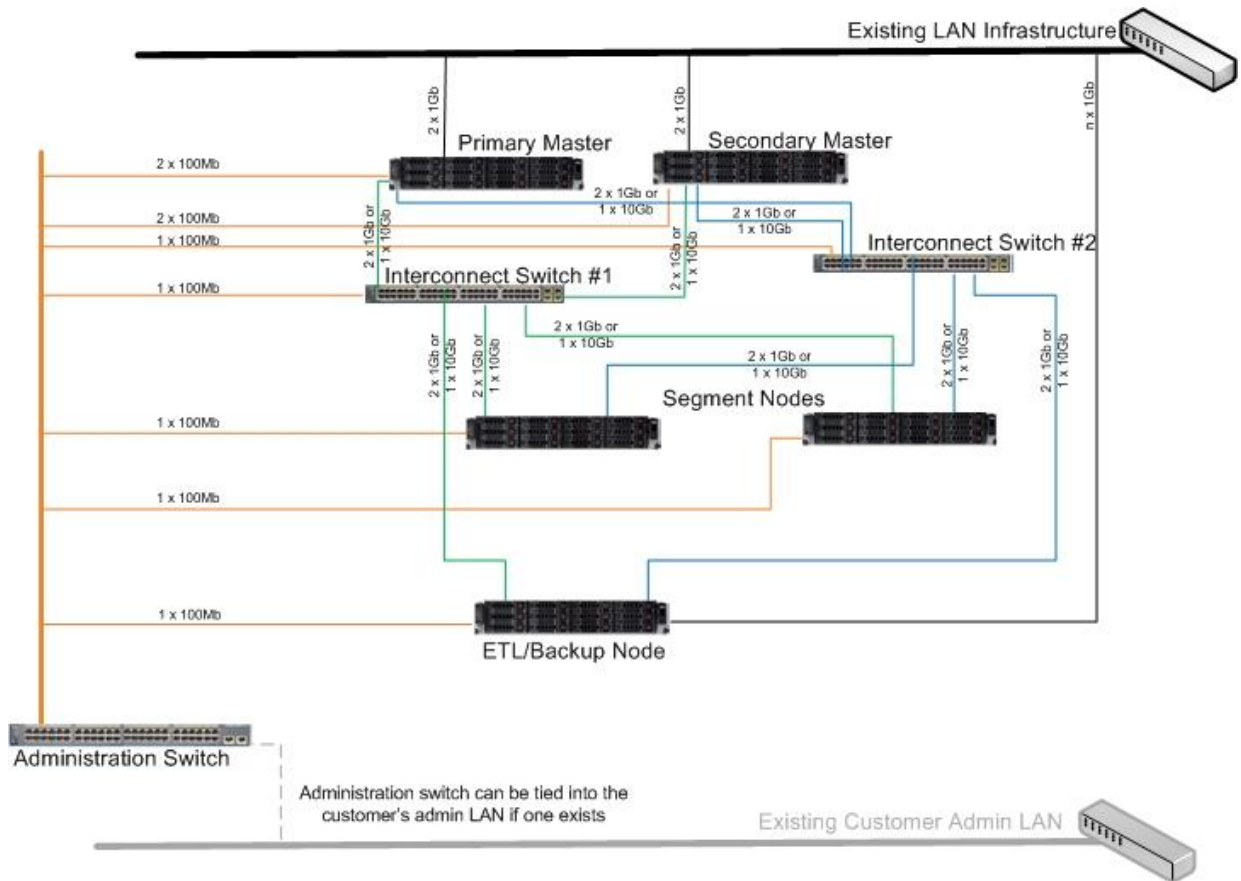 Existing LAN Infrastructure
2 x 1Gb
2 x 1Gb
n x 1Gb
Primary Master
Secondary Master
2 x 100Mb
2 x 1Gb or
1 x 10Gb
2 x 1Gb or
1 x 10Gb
2 x 100Mb
1 x 100Mb
2 x 1Gb or
1 x 10Gb
2 x 1Gb or
1 x 10Gb
Interconnect Switch #2
Interconnect Switch #1
1 x 100Mb
2 x 1Gb or
1 x 10Gb
2 x 1Gb or
1 x 10Gb
2 x 1Gb or
1 x 10Gb
2 x 1Gb or
1 x 10Gb
2 x 1Gb or
1 x 10Gb
2 x 1Gb or
1 x 10Gb
Segment Nodes
1 x 100Mb
1 x 100Mb
1 x 100Mb
ETL/Backup Node
Administration Switch
Administration switch can be tied into the
customer's admin LAN if one exists
Existing Customer Admin LAN